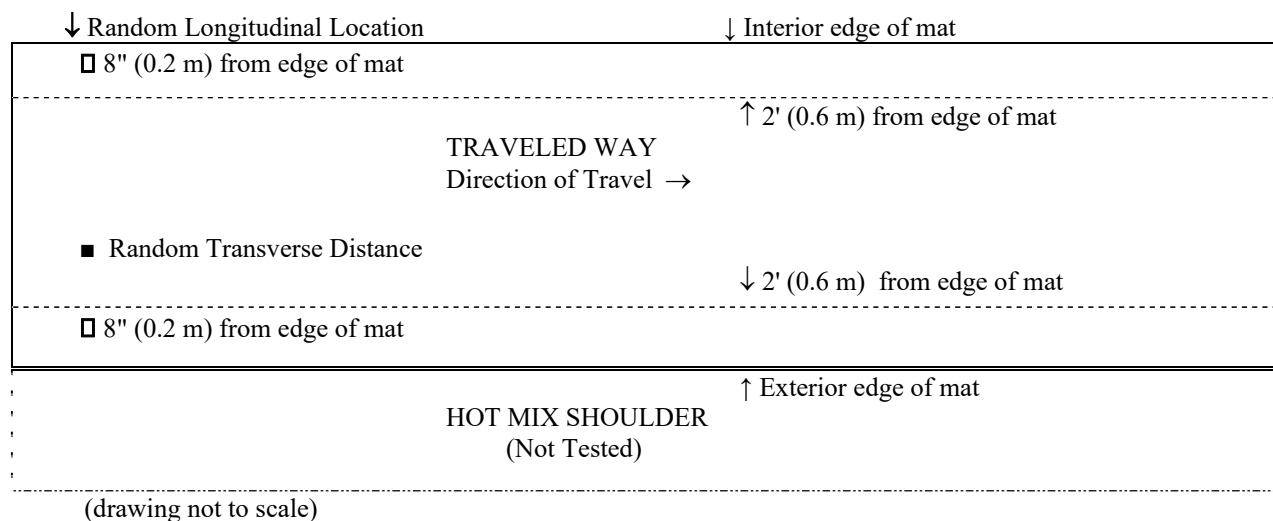 ↓ Random Longitudinal Location ↓ Interior edge of mat
▯ 8" (0.2 m) from edge of mat
↑ 2' (0.6 m) from edge of mat
TRAVELED WAY
Direction of Travel →
■ Random Transverse Distance
↓ 2' (0.6 m) from edge of mat
▯ 8" (0.2 m) from edge of mat
↑ Exterior edge of mat
HOT MIX SHOULDER
(Not Tested)
(drawing not to scale)